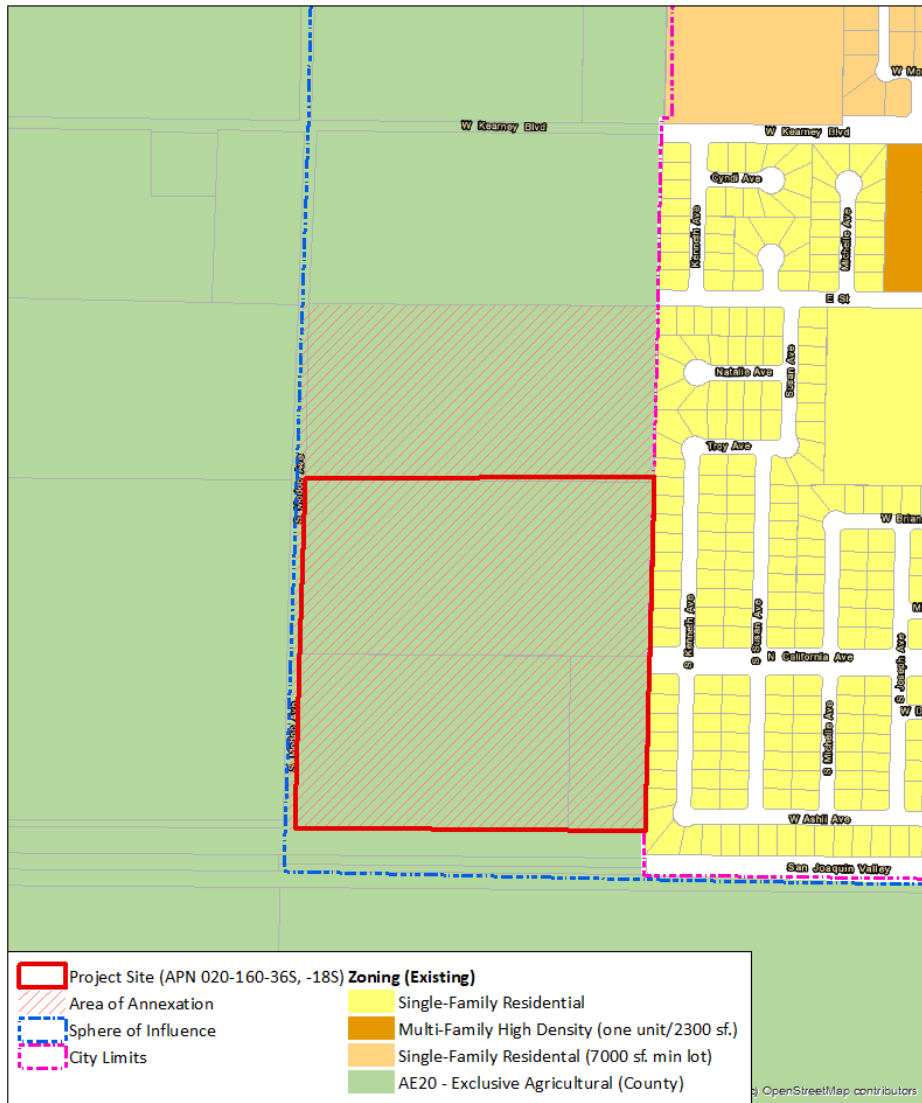 W Kearney Blvd
W Kearney Blvd
Cyndi Ave
Kenneth Ave
Michelle Ave
E St
Natalie Ave
Susan Ave
Troy Ave
S Modoc Ave
W Brian
S Kenneth Ave
S Susan Ave
N California Ave
S Joseph Ave
S Michelle Ave
S Modoc Ave
W Ashli Ave
San Joaquin Valley
Project Site (APN 020-160-36S, -18S)
Area of Annexation
Sphere of Influence
City Limits
Zoning (Existing)
Single-Family Residential
Multi-Family High Density (one unit/2300 sf.)
Single-Family Residental (7000 sf. min lot)
AE20 - Exclusive Agricultural (County)
OpenStreetMap contributors